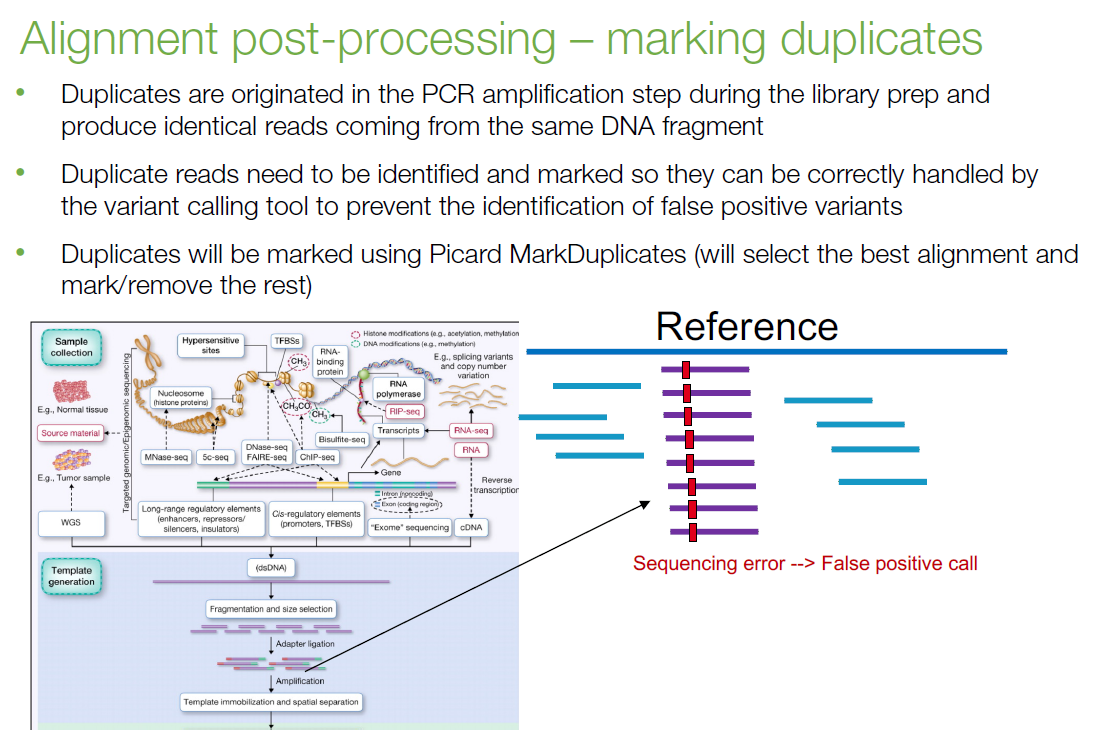 Alignment post-processing – marking duplicates
• Duplicates are originated in the PCR amplification step during the library prep and
produce identical reads coming from the same DNA fragment
• Duplicate reads need to be identified and marked so they can be correctly handled by
the variant calling tool to prevent the identification of false positive variants
• Duplicates will be marked using Picard MarkDuplicates (will select the best alignment and
mark/remove the rest)
Sample
collection
E.g., Normal tissue
Source material
E.g., Tumor sample
WGS
Targeted genomic/Epigenomic sequencing
Hypersensitive
sites
TFBSs
Histone modifications (e.g., acetylation, methylation
DNA modifications (e.g., methylation)
CH3
RNA-
binding
protein
E.g., splicing variants
and copy number
variation
RNA
polymerase
Nucleosome
(histone proteins)
CH3CO
CH3
RIP-seq
Bisulfite-seq
Transcripts
RNA-seq
RNA
MNase-seq
5c-seq
DNase-seq
FAIRE-seq
ChIP-seq
Gene
Reverse
transcription
Intron (noncoding)
Exon (coding region)
Long-range regulatory elements
(enhancers, repressors/
silencers, insulators)
Cis-regulatory elements
(promoters, TFBSs)
"Exome" sequencing
cDNA
Template
generation
(dsDNA)
Fragmentation and size selection
Adapter ligation
Amplification
Template immobilization and spatial separation
Reference
Sequencing error --> False positive call